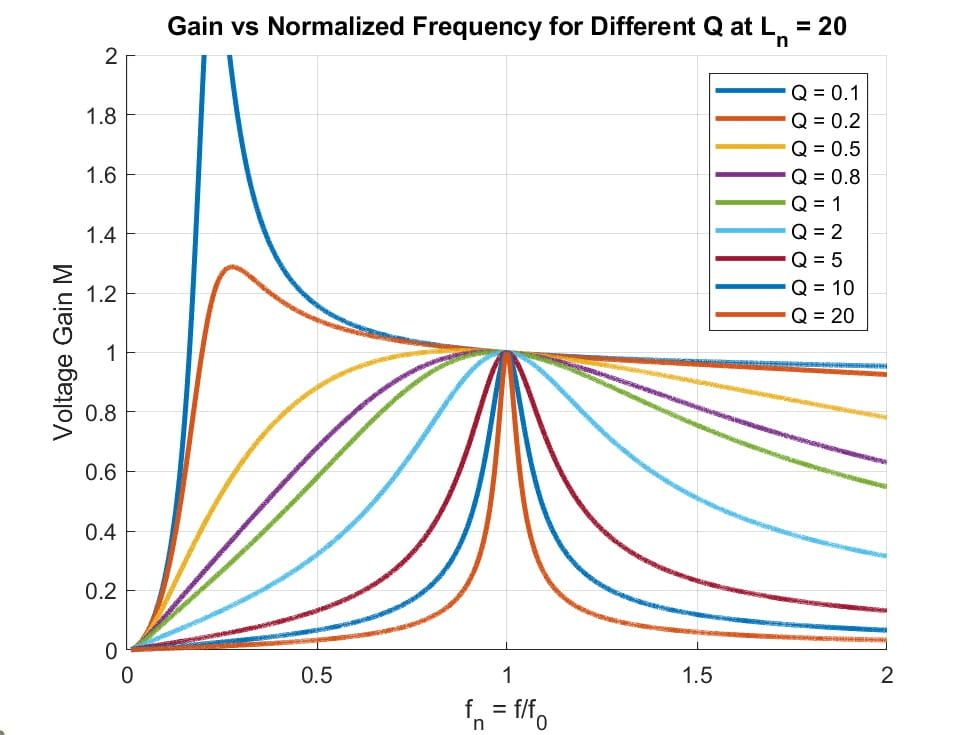 Gain vs Normalized Frequency for Different Q at Lₙ = 20
2
1.8
1.6
1.4
1.2
1
0.8
0.6
0.4
0.2
0
Voltage Gain M
Q = 0.1
Q = 0.2
Q = 0.5
Q = 0.8
Q = 1
Q = 2
Q = 5
Q = 10
Q = 20
0 0.5 1 1.5 2
fₙ = f/f₀